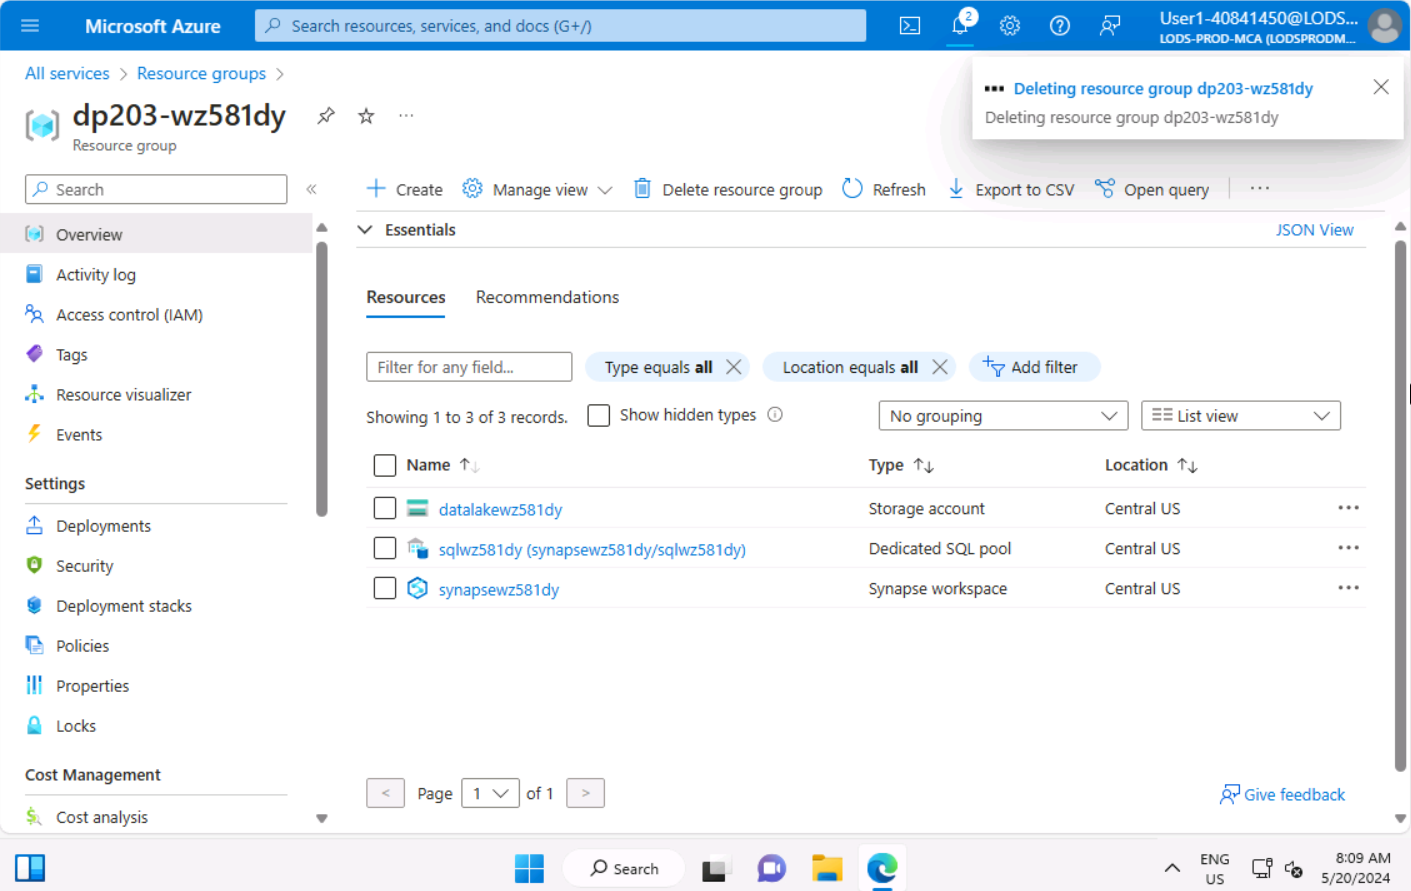 Microsoft Azure
Search resources, services, and docs (G+/)
2
User1-40841450@LODS...
LODS-PROD-MCA (LODSPRODM...
All services > Resource groups >
dp203-wz581dy
Resource group
Deleting resource group dp203-wz581dy
Deleting resource group dp203-wz581dy
Search
Create
Manage view
Delete resource group
Refresh
Export to CSV
Open query
Overview
Activity log
Access control (IAM)
Tags
Resource visualizer
Events
Settings
Deployments
Security
Deployment stacks
Policies
Properties
Locks
Cost Management
Cost analysis
Essentials
JSON View
Resources
Recommendations
Filter for any field...
Type equals all
Location equals all
Add filter
Showing 1 to 3 of 3 records.
Show hidden types
No grouping
List view
Name Type Location
datalakewz581dy Storage account Central US
sqlwz581dy (synapsewz581dy/sqlwz581dy) Dedicated SQL pool Central US
synapsewz581dy Synapse workspace Central US
< Page 1 of 1 >
Give feedback
Search
ENG
US
8:09 AM
5/20/2024